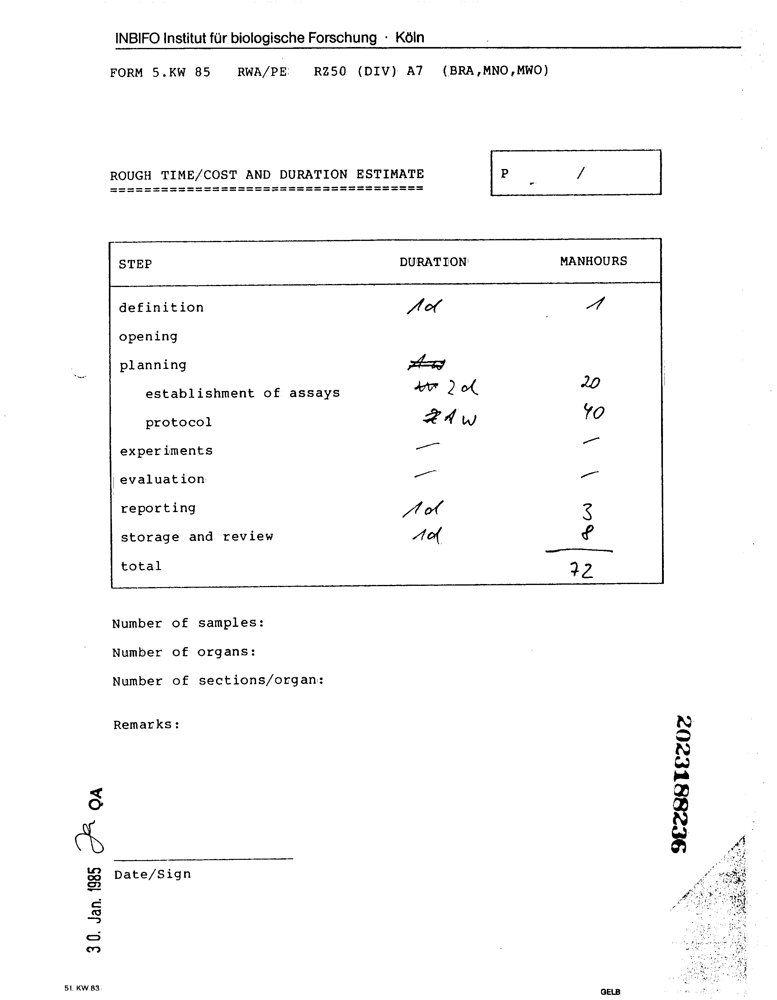 INBIFO Institut für biologische Forschung · Köln
FORM 5.KW 85 RWA/PE RZ50 (DIV) A7 (BRA,MNO,MWO)
ROUGH TIME/COST AND DURATION ESTIMATE
=====================================
P /
STEP DURATION MANHOURS
definition 1d 1
opening
planning
establishment of assays 2d 20
protocol 1 w 40
experiments — —
evaluation — —
reporting 1d 3
storage and review 1d 8
total 72
Number of samples:
Number of organs:
Number of sections/organ:
Remarks:
Date/Sign
30. Jan. 1985 QA
2023188236
51. KW 83
GELB